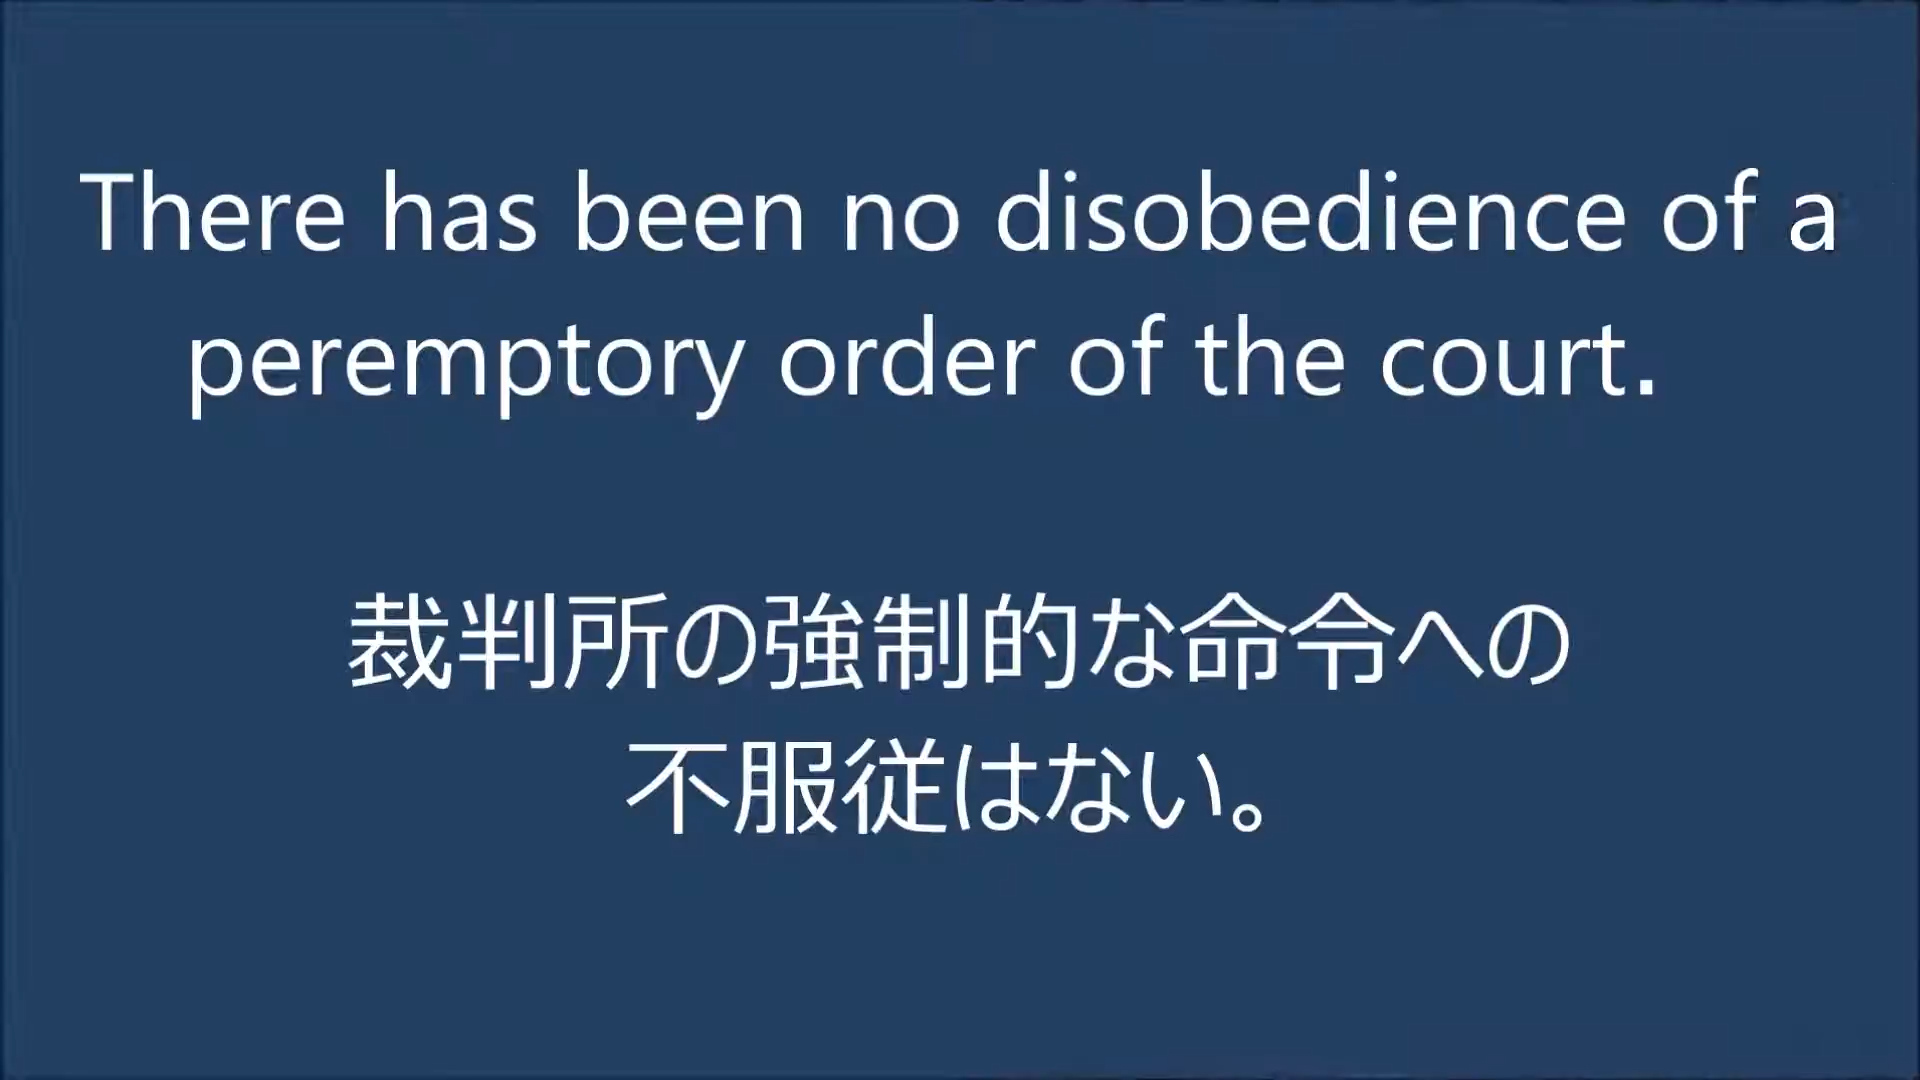 There has been no disobedience of a
peremptory order of the court.
裁判所の強制的な命令への
不服従はない。